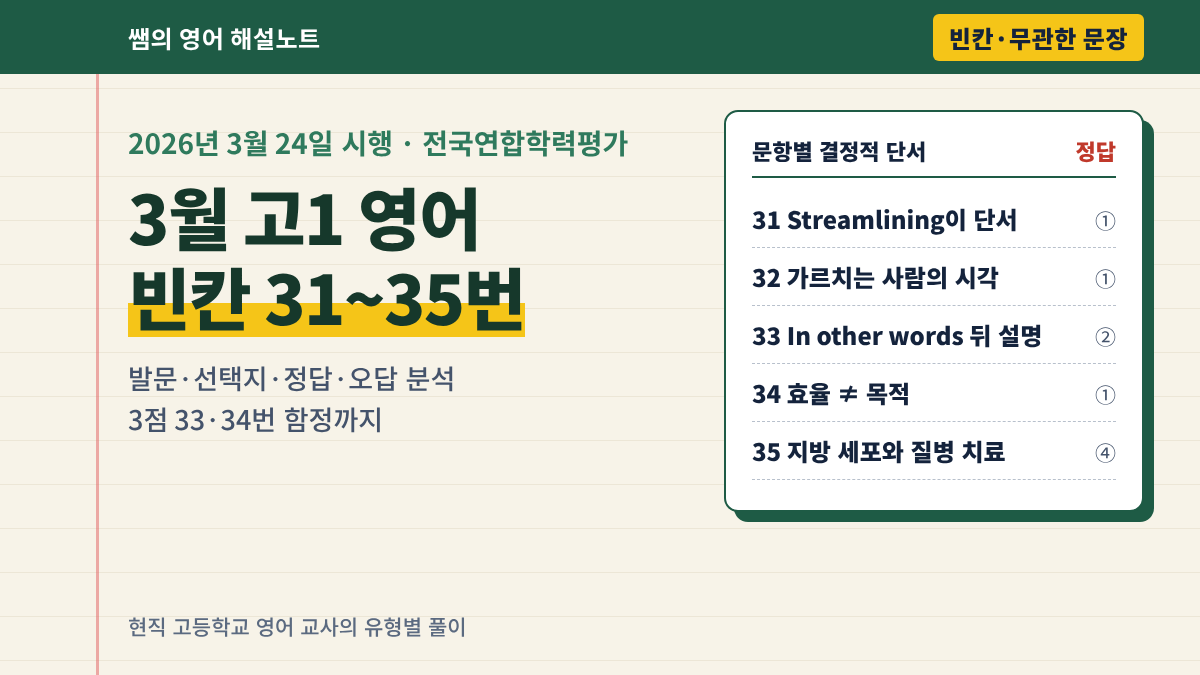 쌤의 영어 해설노트
빈칸·무관한 문장
2026년 3월 24일 시행 · 전국연합학력평가
3월 고1 영어
빈칸 31~35번
발문·선택지·정답·오답 분석
3점 33·34번 함정까지
문항별 결정적 단서 정답
31 Streamlining이 단서 ①
32 가르치는 사람의 시각 ①
33 In other words 뒤 설명 ②
34 효율 ≠ 목적 ①
35 지방 세포와 질병 치료 ④
현직 고등학교 영어 교사의 유형별 풀이